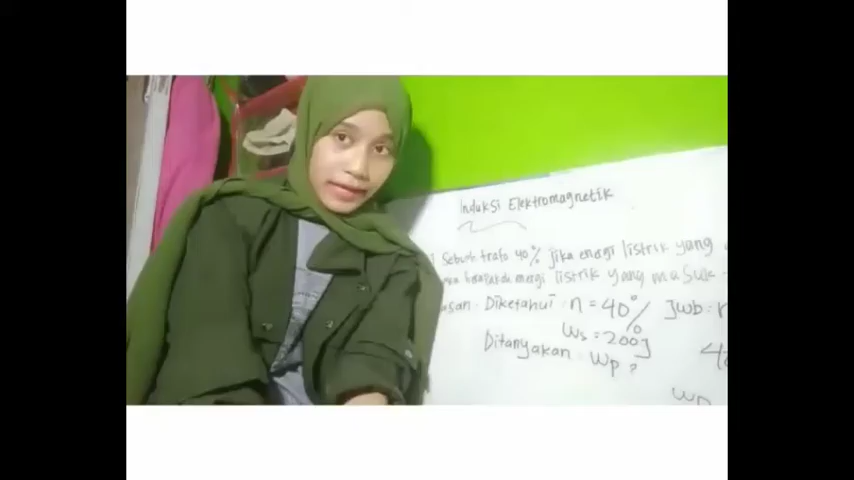 Induksi Elektromagnetik
Sebuah trafo 40% jika energi listrik yang
berapakah energi listrik yang masuk
Diketahui : η = 40% Jwb :
Ws = 200J
Ditanyakan Wp ?